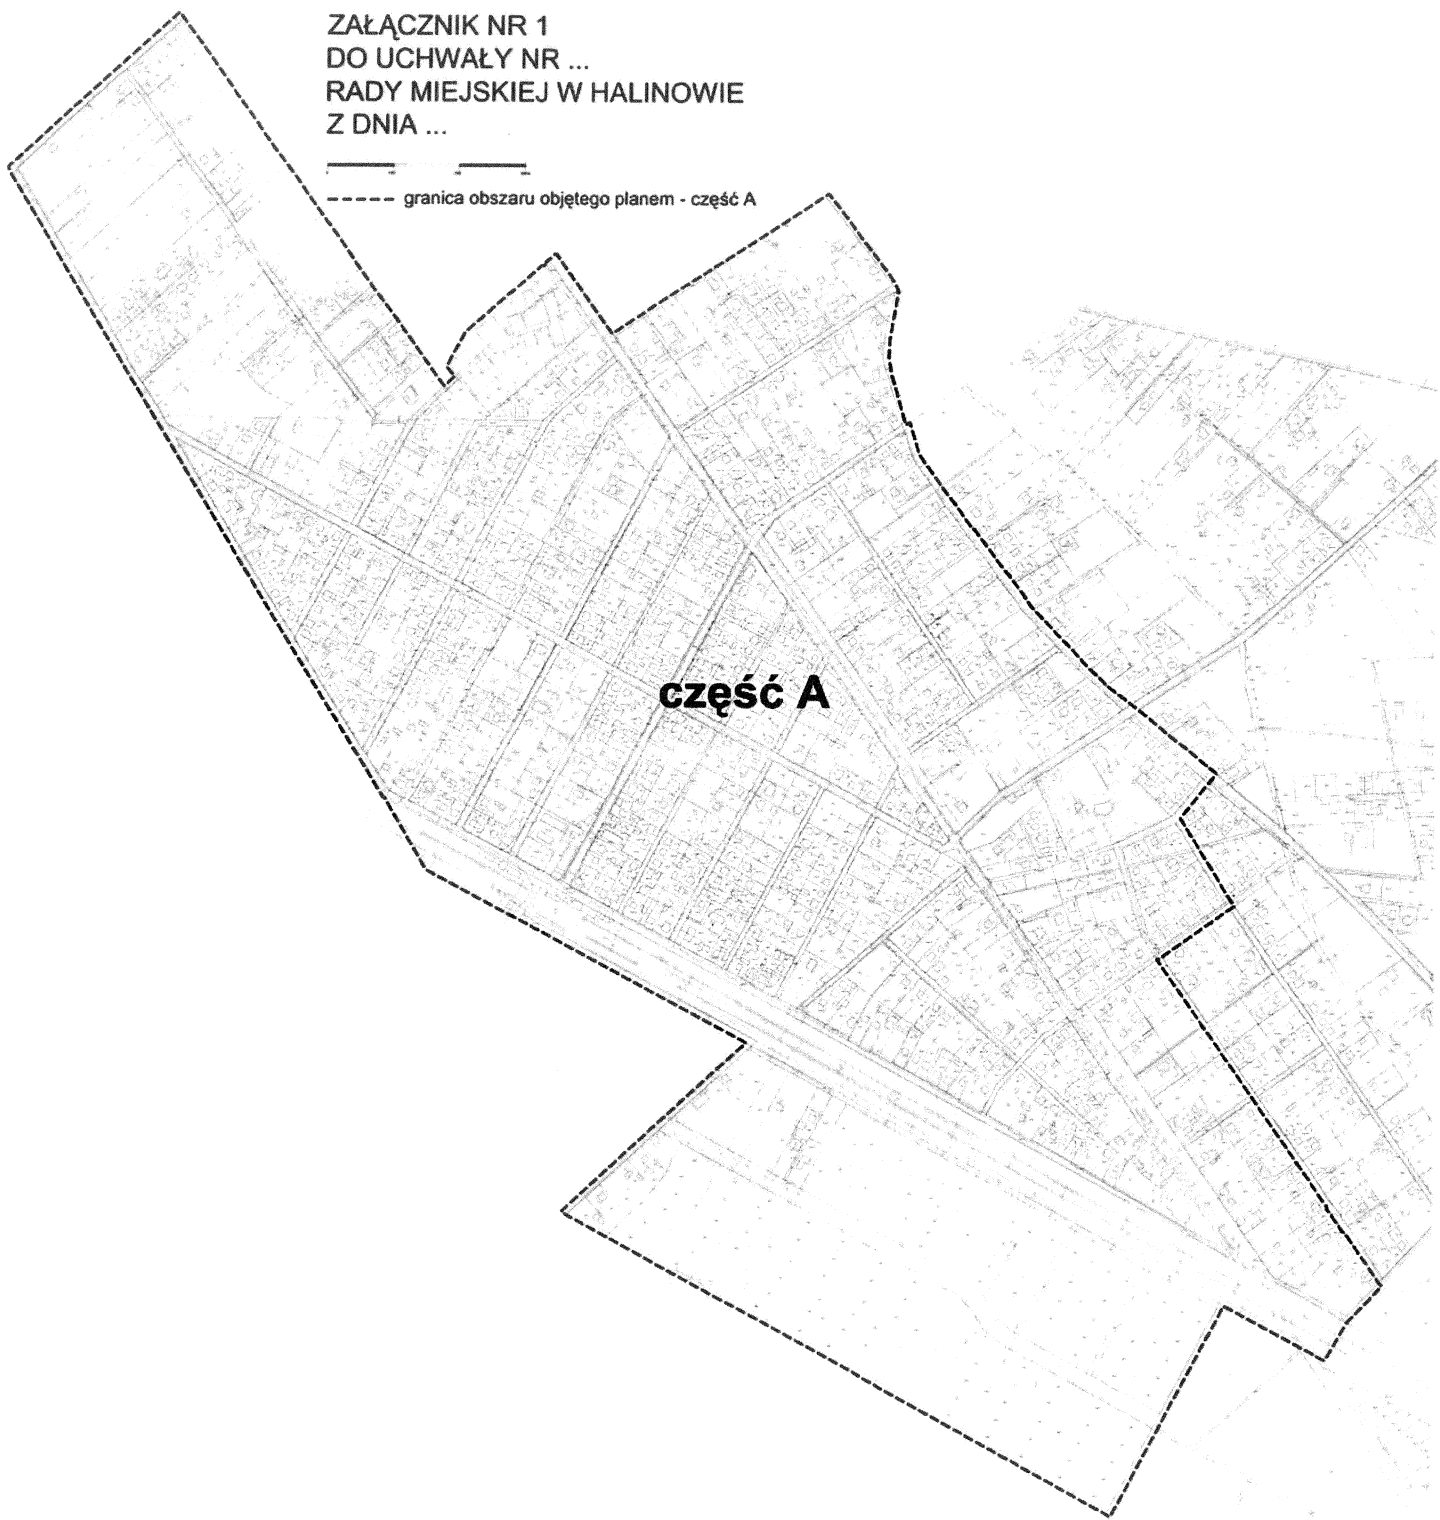 ZAŁĄCZNIK NR 1
DO UCHWAŁY NR ...
RADY MIEJSKIEJ W HALINOWIE
Z DNIA ...
granica obszaru objętego planem - część A
część A